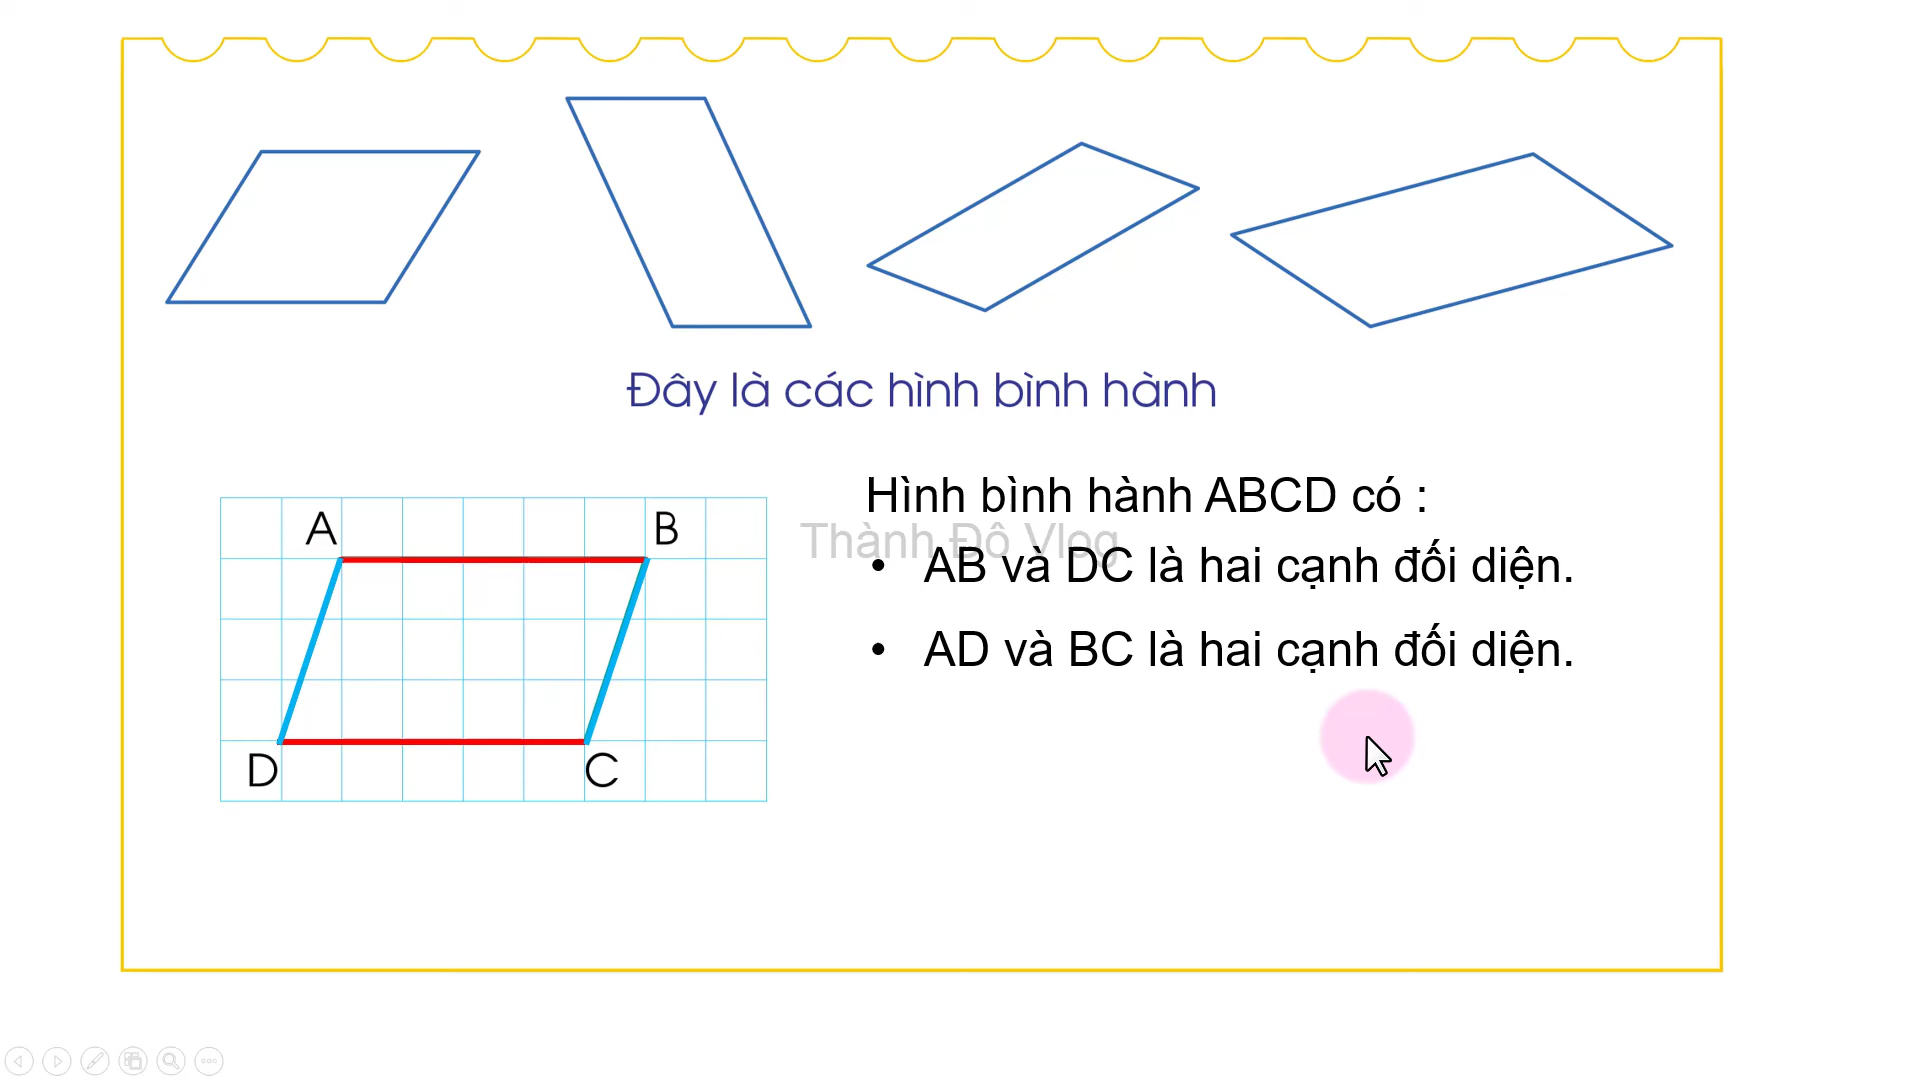 Đây là các hình bình hành
A
B
D
C
Hình bình hành ABCD có :
Thành Đô Vlog
• AB và DC là hai cạnh đối diện.
• AD và BC là hai cạnh đối diện.